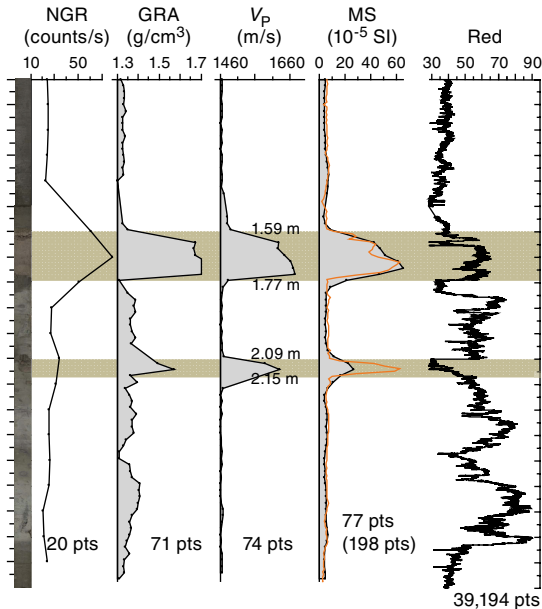 NGR
(counts/s)
10 50
GRA
(g/cm³)
1.3 1.5 1.7
V_P
(m/s)
1460 1660
MS
(10⁻⁵ SI)
0 20 40 60
Red
30 50 70 90
1.59 m
1.77 m
2.09 m
2.15 m
20 pts
71 pts
74 pts
77 pts
(198 pts)
39,194 pts